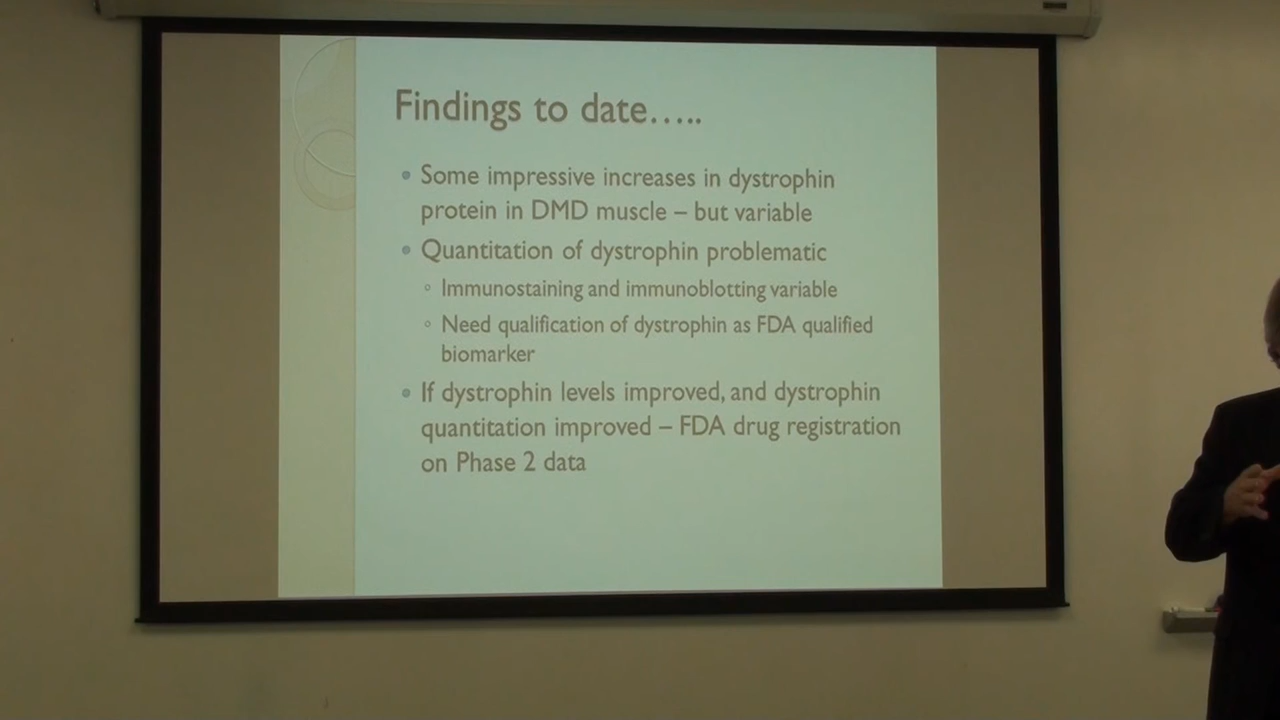 Findings to date.....
Some impressive increases in dystrophin
protein in DMD muscle – but variable
Quantitation of dystrophin problematic
Immunostaining and immunoblotting variable
Need qualification of dystrophin as FDA qualified
biomarker
If dystrophin levels improved, and dystrophin
quantitation improved – FDA drug registration
on Phase 2 data